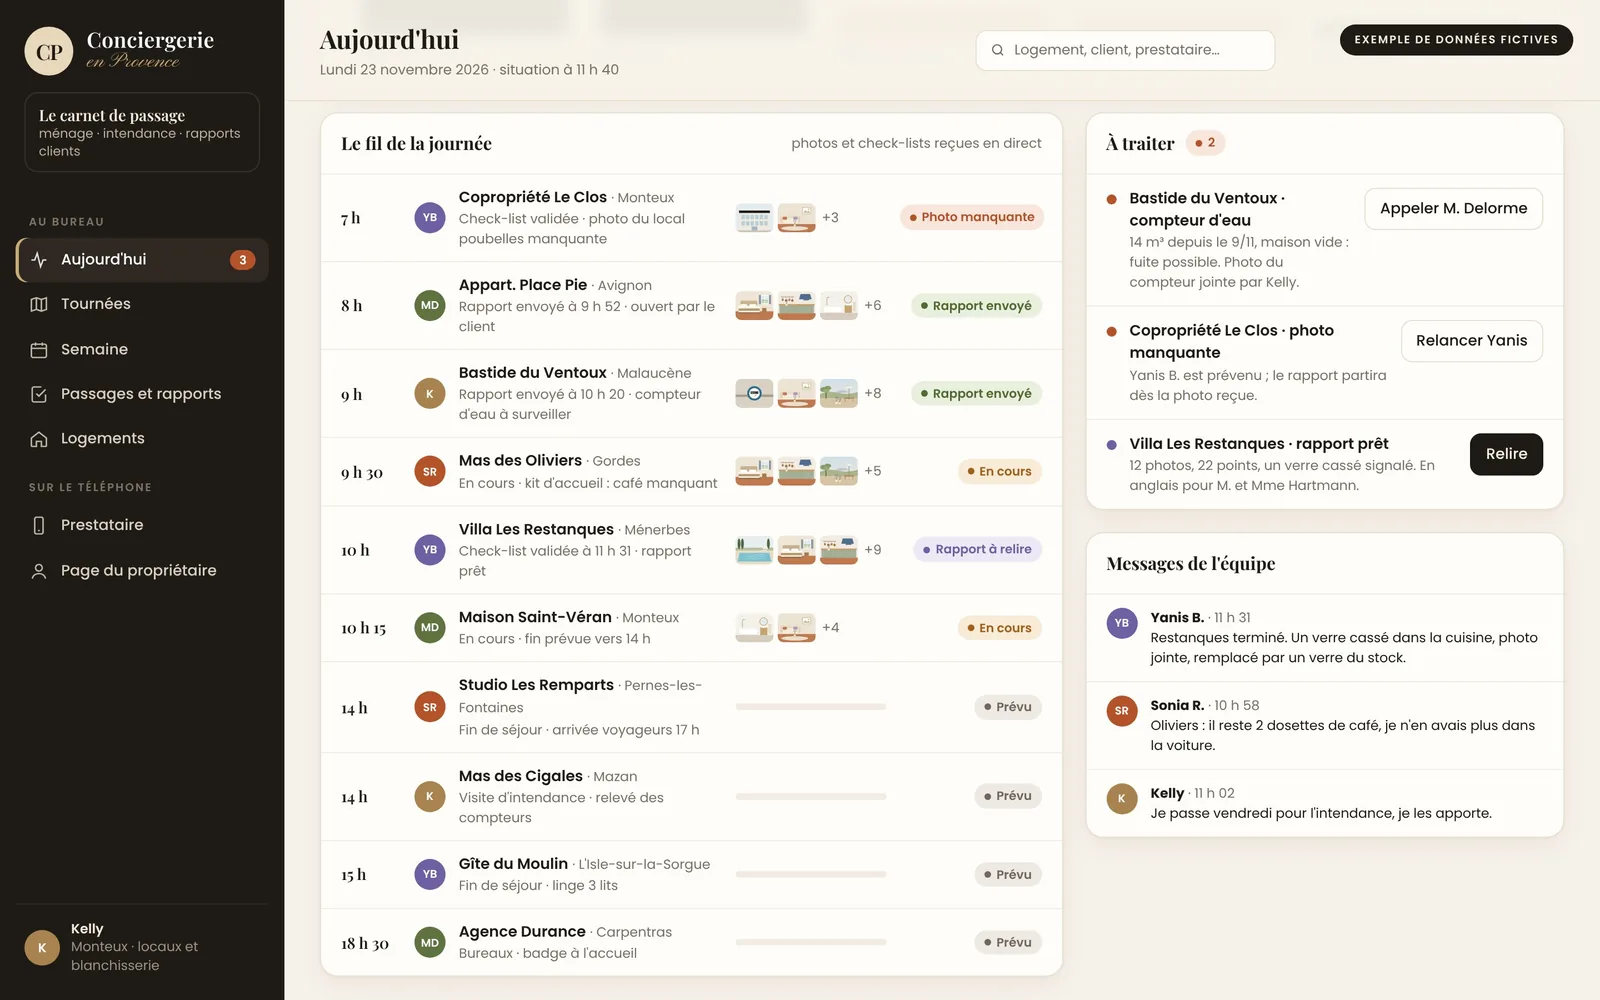 CP
Conciergerie
en Provence
Le carnet de passage
ménage · intendance · rapports
clients
AU BUREAU
Aujourd'hui
3
Tournées
Semaine
Passages et rapports
Logements
SUR LE TÉLÉPHONE
Prestataire
Page du propriétaire
K
Kelly
Monteux · locaux et
blanchisserie
Aujourd'hui
Lundi 23 novembre 2026 · situation à 11 h 40
Logement, client, prestataire…
EXEMPLE DE DONNÉES FICTIVES
Le fil de la journée
photos et check-lists reçues en direct
7 h
YB
Copropriété Le Clos · Monteux
Check-list validée · photo du local
poubelles manquante
+3
Photo manquante
8 h
MD
Appart. Place Pie · Avignon
Rapport envoyé à 9 h 52 · ouvert par le
client
+6
Rapport envoyé
9 h
K
Bastide du Ventoux · Malaucène
Rapport envoyé à 10 h 20 · compteur
d'eau à surveiller
+8
Rapport envoyé
9 h 30
SR
Mas des Oliviers · Gordes
En cours · kit d'accueil : café manquant
+5
En cours
10 h
YB
Villa Les Restanques · Ménerbes
Check-list validée à 11 h 31 · rapport
prêt
+9
Rapport à relire
10 h 15
MD
Maison Saint-Véran · Monteux
En cours · fin prévue vers 14 h
+4
En cours
14 h
SR
Studio Les Remparts · Pernes-les-
Fontaines
Fin de séjour · arrivée voyageurs 17 h
Prévu
14 h
K
Mas des Cigales · Mazan
Visite d'intendance · relevé des
compteurs
Prévu
15 h
YB
Gîte du Moulin · L'Isle-sur-la-Sorgue
Fin de séjour · linge 3 lits
Prévu
18 h 30
MD
Agence Durance · Carpentras
Bureaux · badge à l'accueil
Prévu
À traiter
2
Bastide du Ventoux ·
compteur d'eau
14 m³ depuis le 9/11, maison vide :
fuite possible. Photo du
compteur jointe par Kelly.
Appeler M. Delorme
Copropriété Le Clos · photo
manquante
Yanis B. est prévenu ; le rapport partira
dès la photo reçue.
Relancer Yanis
Villa Les Restanques · rapport prêt
12 photos, 22 points, un verre cassé signalé. En
anglais pour M. et Mme Hartmann.
Relire
Messages de l'équipe
YB
Yanis B. · 11 h 31
Restanques terminé. Un verre cassé dans la cuisine, photo
jointe, remplacé par un verre du stock.
SR
Sonia R. · 10 h 58
Oliviers : il reste 2 dosettes de café, je n'en avais plus dans
la voiture.
K
Kelly · 11 h 02
Je passe vendredi pour l'intendance, je les apporte.